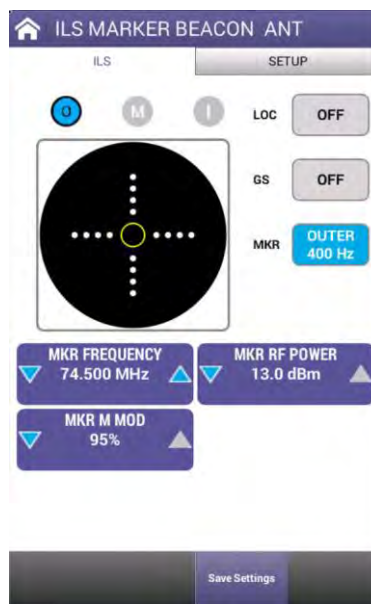 ILS MARKER BEACON ANT
ILS
SETUP
O
M
I
LOC
OFF
GS
OFF
MKR
OUTER
400 Hz
MKR FREQUENCY
74.500 MHz
MKR RF POWER
13.0 dBm
MKR M MOD
95%
Save Settings